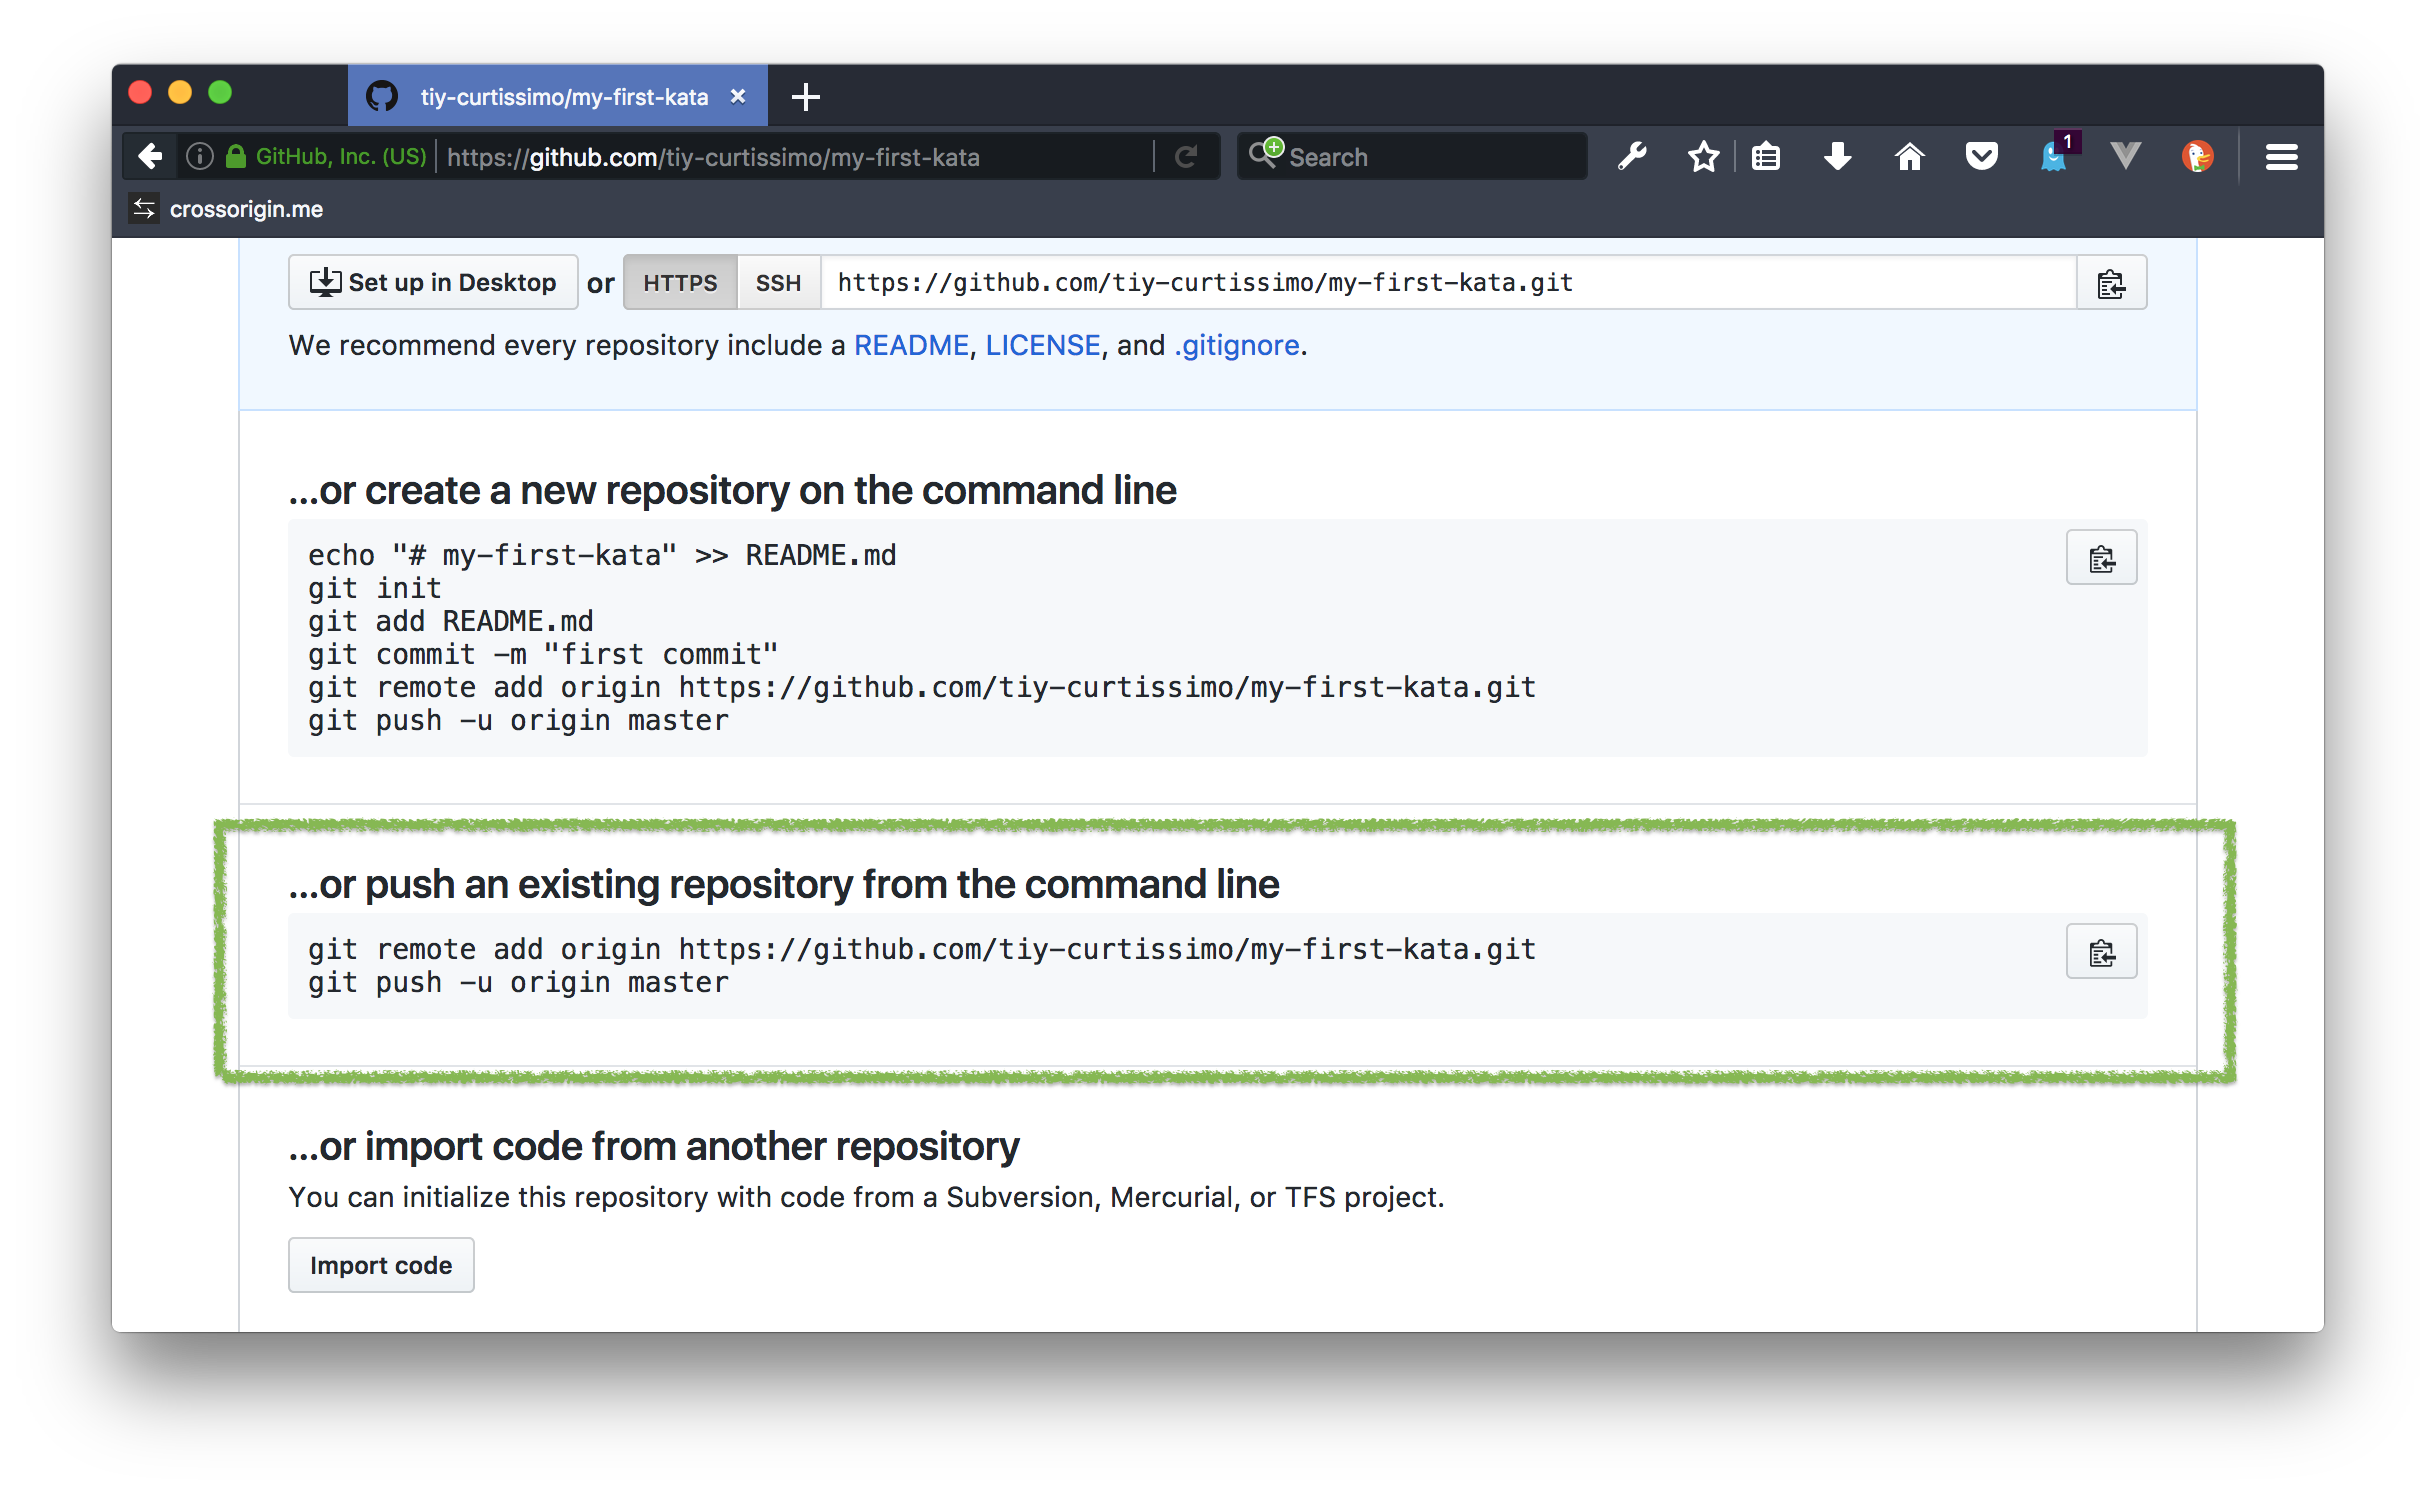 tiy-curtissimo/my-first-kata
GitHub, Inc. (US) https://github.com/tiy-curtissimo/my-first-kata Search 1
crossorigin.me
Set up in Desktop or HTTPS SSH https://github.com/tiy-curtissimo/my-first-kata.git
We recommend every repository include a README, LICENSE, and .gitignore.
...or create a new repository on the command line
echo "# my-first-kata" >> README.md
git init
git add README.md
git commit -m "first commit"
git remote add origin https://github.com/tiy-curtissimo/my-first-kata.git
git push -u origin master
...or push an existing repository from the command line
git remote add origin https://github.com/tiy-curtissimo/my-first-kata.git
git push -u origin master
...or import code from another repository
You can initialize this repository with code from a Subversion, Mercurial, or TFS project.
Import code